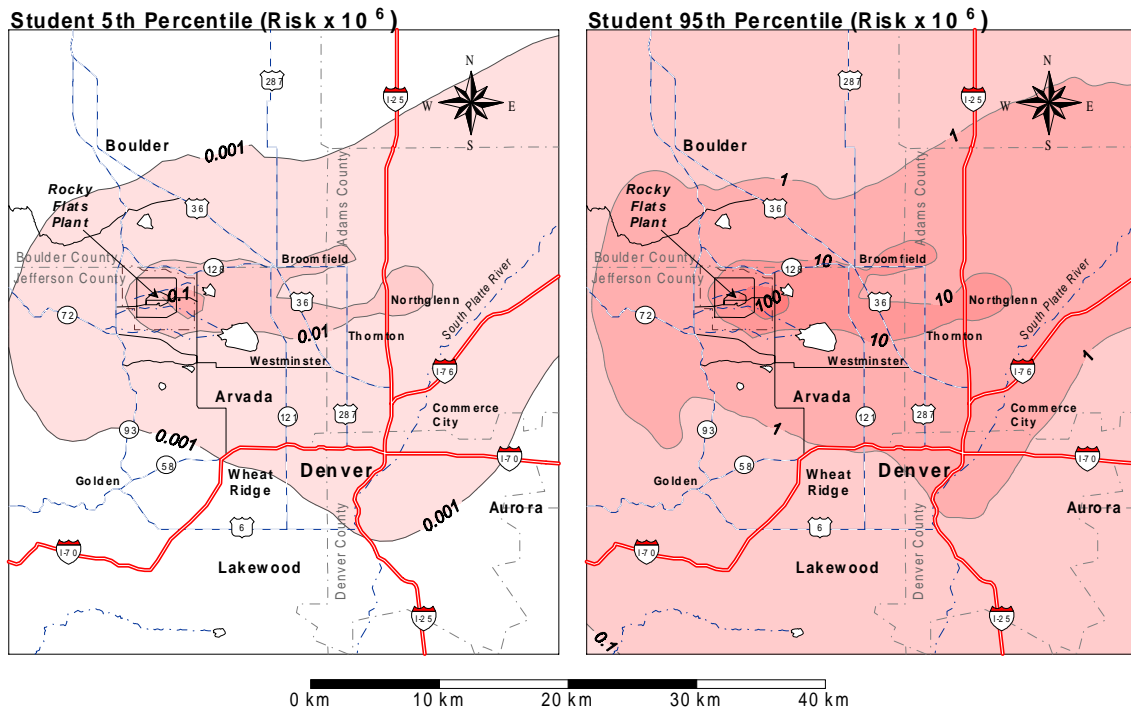 Student 5th Percentile (Risk x 10 6)
N
W E
S
287
I-25
Boulder
0.001
Rocky
Flats
Plant
36
Adams County
Boulder County
Jefferson County
128
Broomfield
South Platte River
0.1
36
Northglenn
72
0.01
Thornton
Westminster
I-76
Arvada
121
287
Commerce
City
93
0.001
58
Denver
I-70
Golden
Wheat
Ridge
0.001
Aurora
6
I-70
Lakewood
Denver County
I-25
Student 95th Percentile (Risk x 10 6)
N
W E
S
287
I-25
1
Boulder
1
Rocky
Flats
Plant
36
Adams County
Boulder County
Jefferson County
128
10
Broomfield
South Platte River
100
36
10
Northglenn
72
10
Thornton
1
Westminster
I-76
Arvada
121
287
Commerce
City
93
1
58
Denver
I-70
Golden
Wheat
Ridge
Aurora
6
I-70
Lakewood
Denver County
I-25
0.1
0 km 10 km 20 km 30 km 40 km